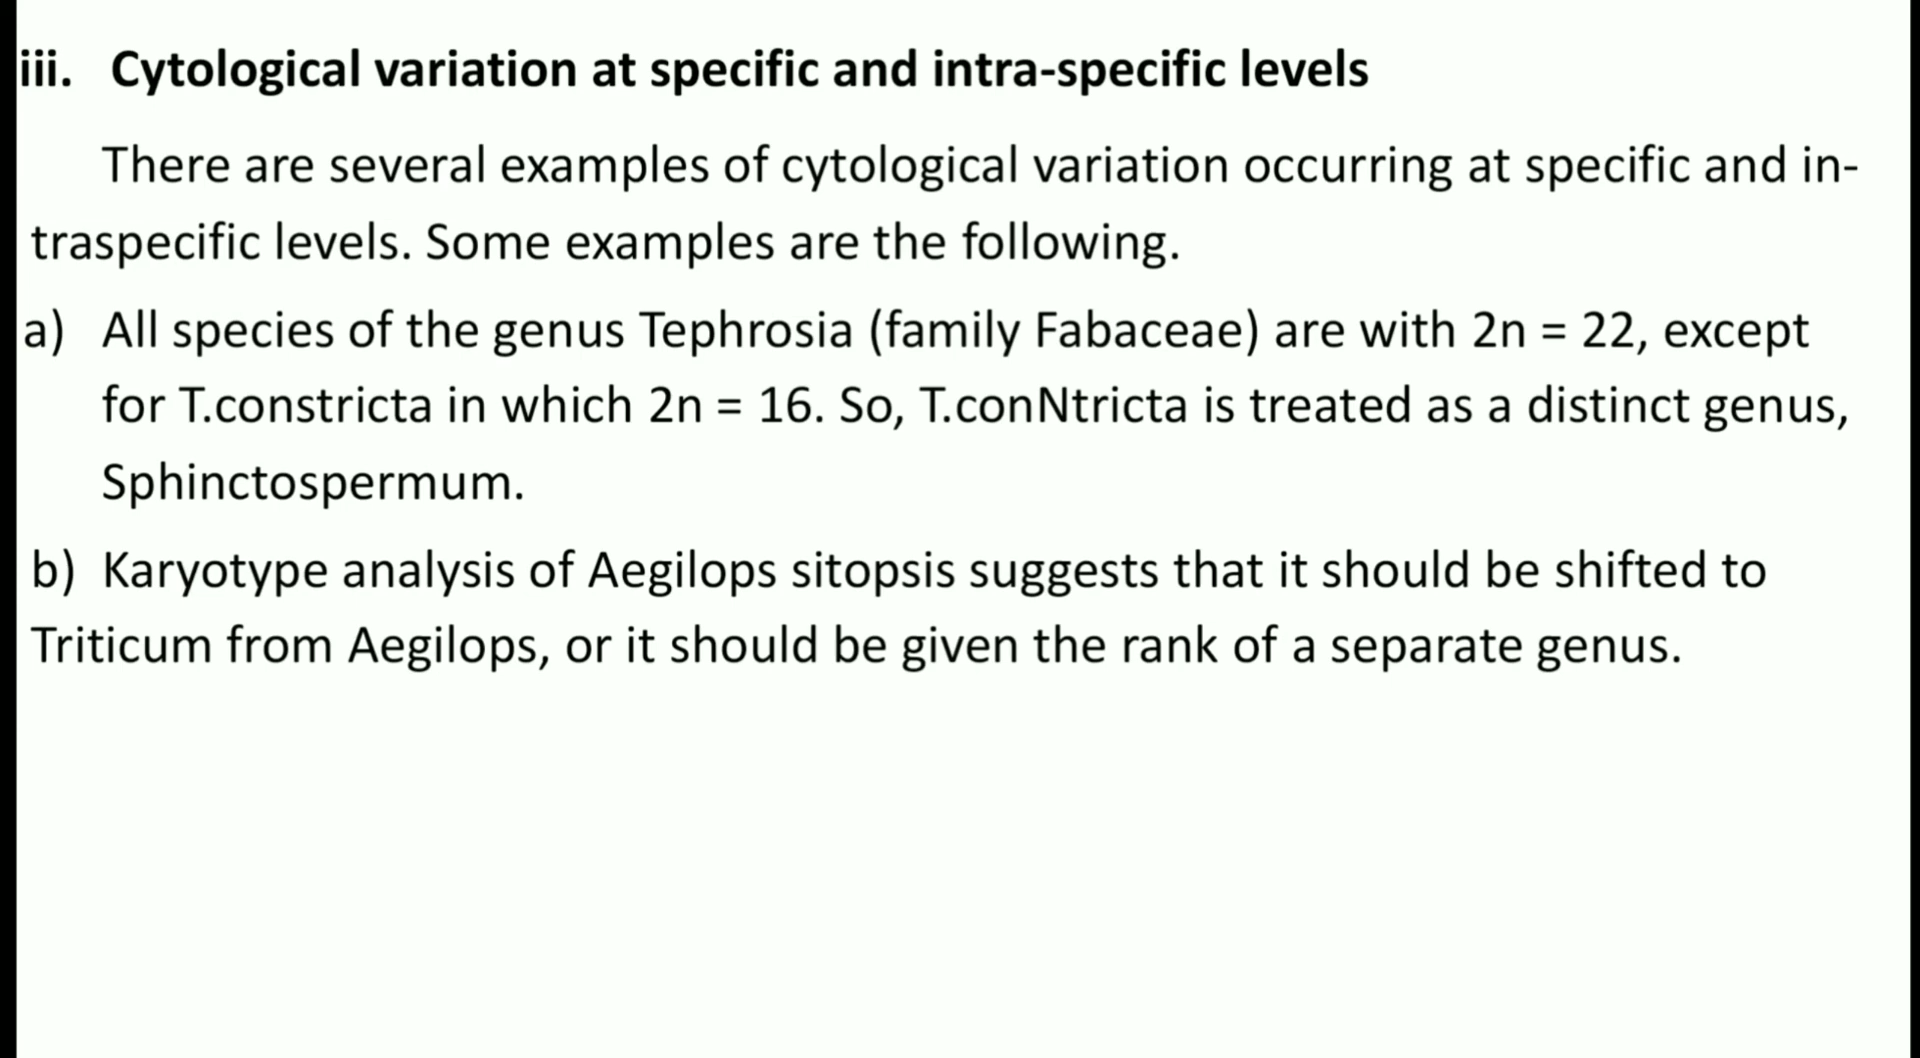 iii. Cytological variation at specific and intra-specific levels
There are several examples of cytological variation occurring at specific and in-
traspecific levels. Some examples are the following.
a) All species of the genus Tephrosia (family Fabaceae) are with 2n = 22, except
for T.constricta in which 2n = 16. So, T.conNtricta is treated as a distinct genus,
Sphinctospermum.
b) Karyotype analysis of Aegilops sitopsis suggests that it should be shifted to
Triticum from Aegilops, or it should be given the rank of a separate genus.